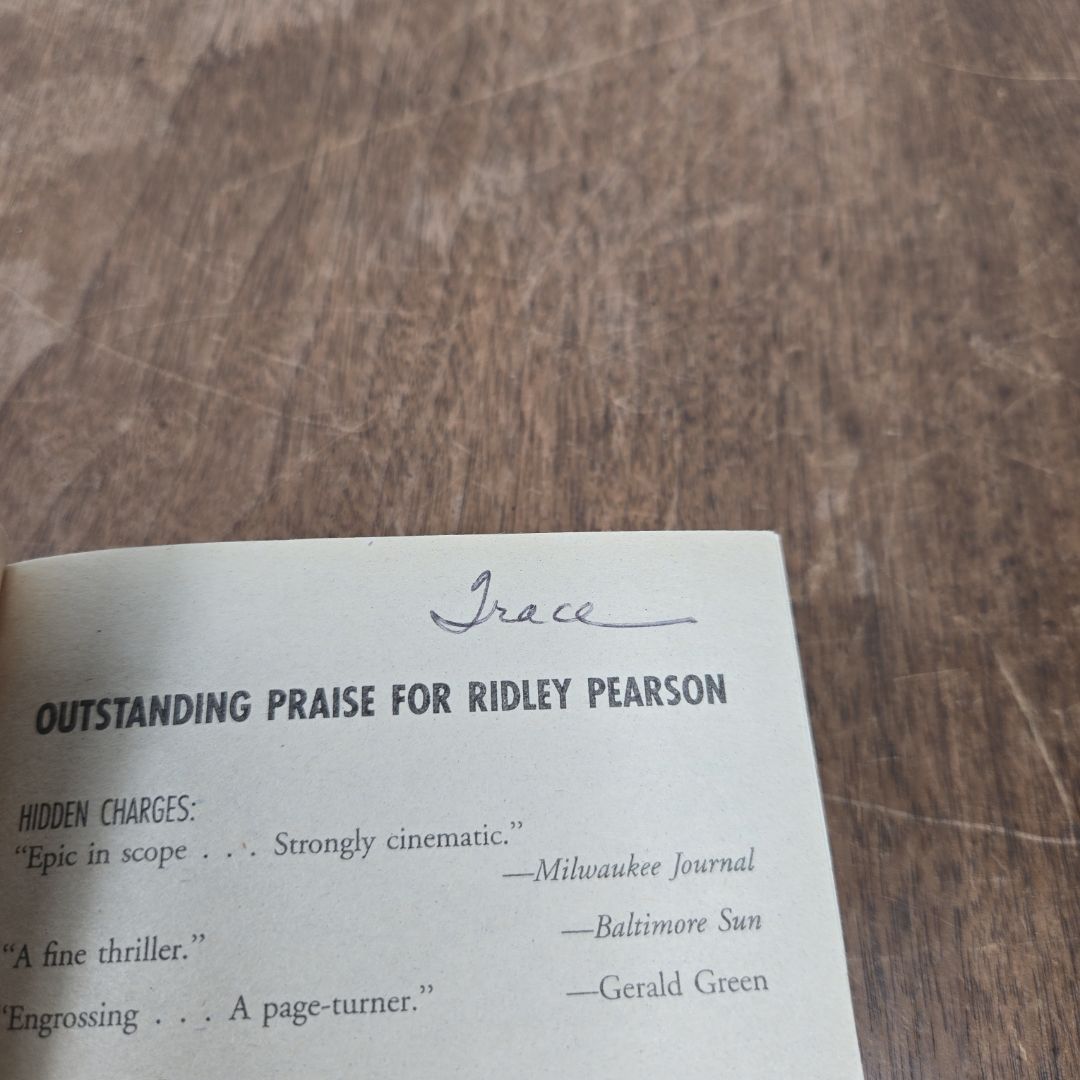 Trace
OUTSTANDING PRAISE FOR RIDLEY PEARSON
HIDDEN CHARGES:
“Epic in scope . . . Strongly cinematic.”
—Milwaukee Journal
“A fine thriller.”
—Baltimore Sun
“Engrossing . . . A page-turner.”
—Gerald Green